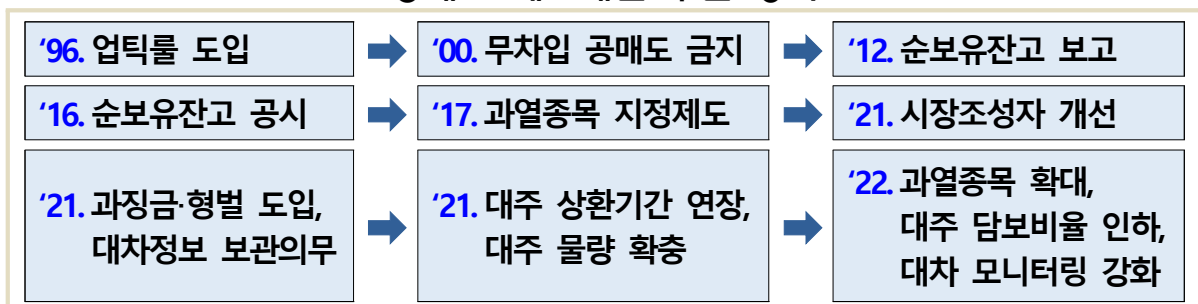 ‘96. 업틱룰 도입
‘00. 무차입 공매도 금지
‘12. 순보유잔고 보고
‘16. 순보유잔고 공시
‘17. 과열종목 지정제도
‘21. 시장조성자 개선
‘21. 과징금·형벌 도입,
대차정보 보관의무
‘21. 대주 상환기간 연장,
대주 물량 확충
‘22. 과열종목 확대,
대주 담보비율 인하,
대차 모니터링 강화